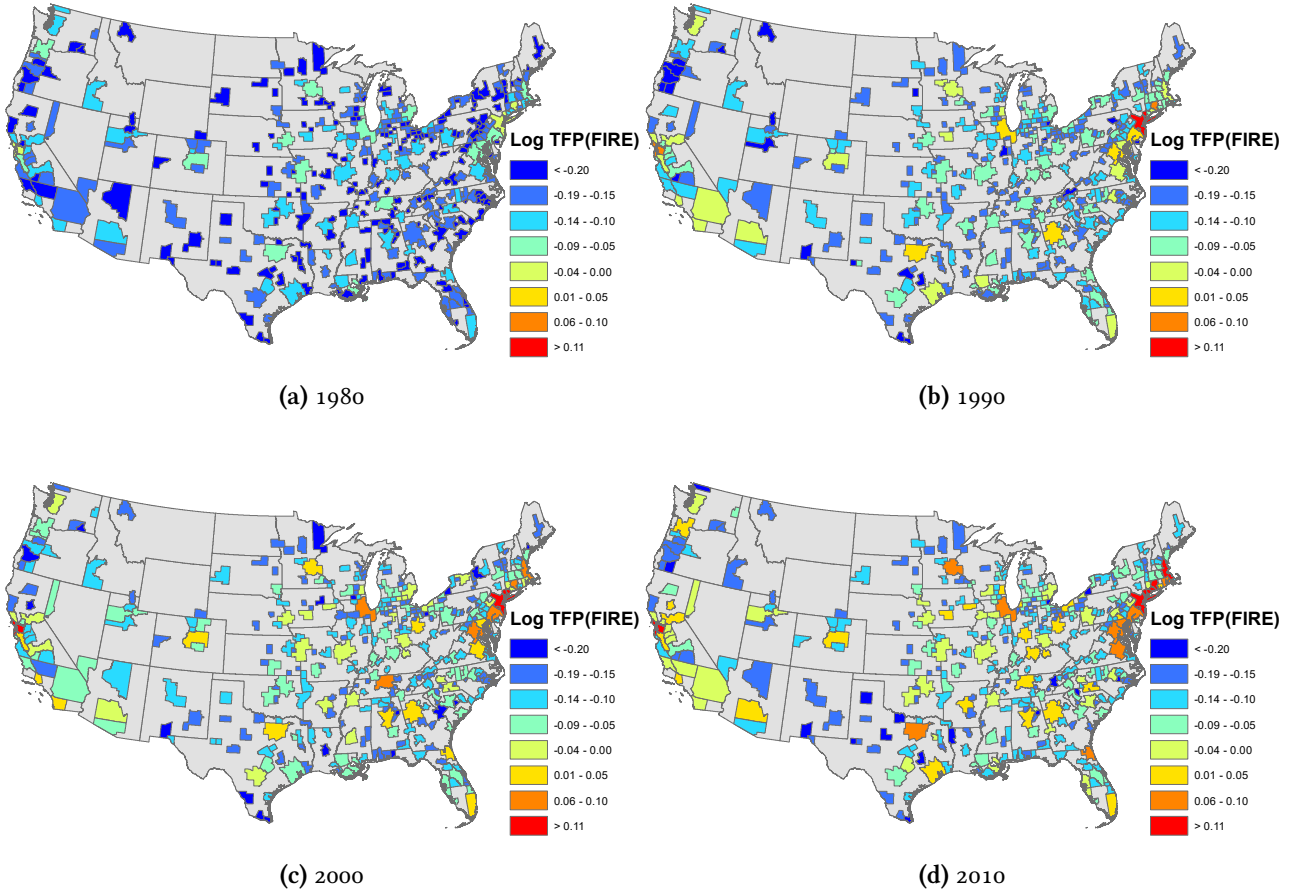 Log TFP(FIRE)
< -0.20
-0.19 - -0.15
-0.14 - -0.10
-0.09 - -0.05
-0.04 - 0.00
0.01 - 0.05
0.06 - 0.10
> 0.11
(a) 1980
Log TFP(FIRE)
< -0.20
-0.19 - -0.15
-0.14 - -0.10
-0.09 - -0.05
-0.04 - 0.00
0.01 - 0.05
0.06 - 0.10
> 0.11
(b) 1990
Log TFP(FIRE)
< -0.20
-0.19 - -0.15
-0.14 - -0.10
-0.09 - -0.05
-0.04 - 0.00
0.01 - 0.05
0.06 - 0.10
> 0.11
(c) 2000
Log TFP(FIRE)
< -0.20
-0.19 - -0.15
-0.14 - -0.10
-0.09 - -0.05
-0.04 - 0.00
0.01 - 0.05
0.06 - 0.10
> 0.11
(d) 2010